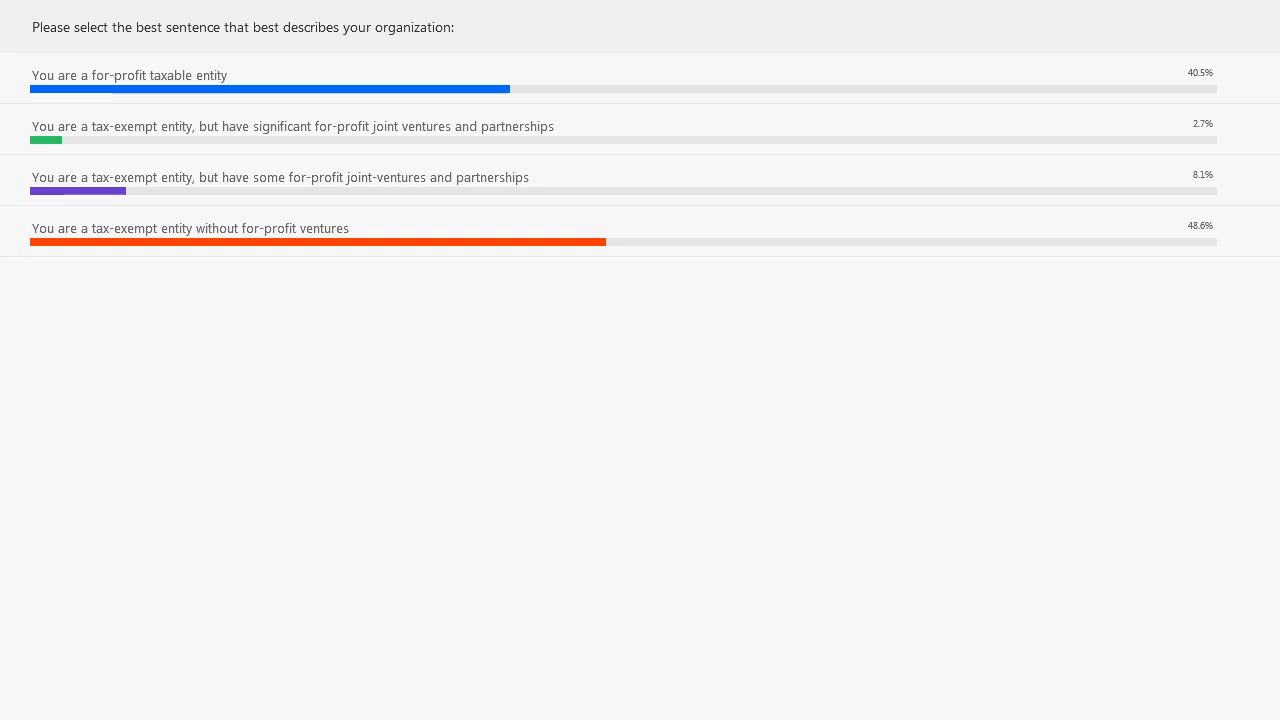 Please select the best sentence that best describes your organization:
You are a for-profit taxable entity
40.5%
You are a tax-exempt entity, but have significant for-profit joint ventures and partnerships
2.7%
You are a tax-exempt entity, but have some for-profit joint-ventures and partnerships
8.1%
You are a tax-exempt entity without for-profit ventures
48.6%